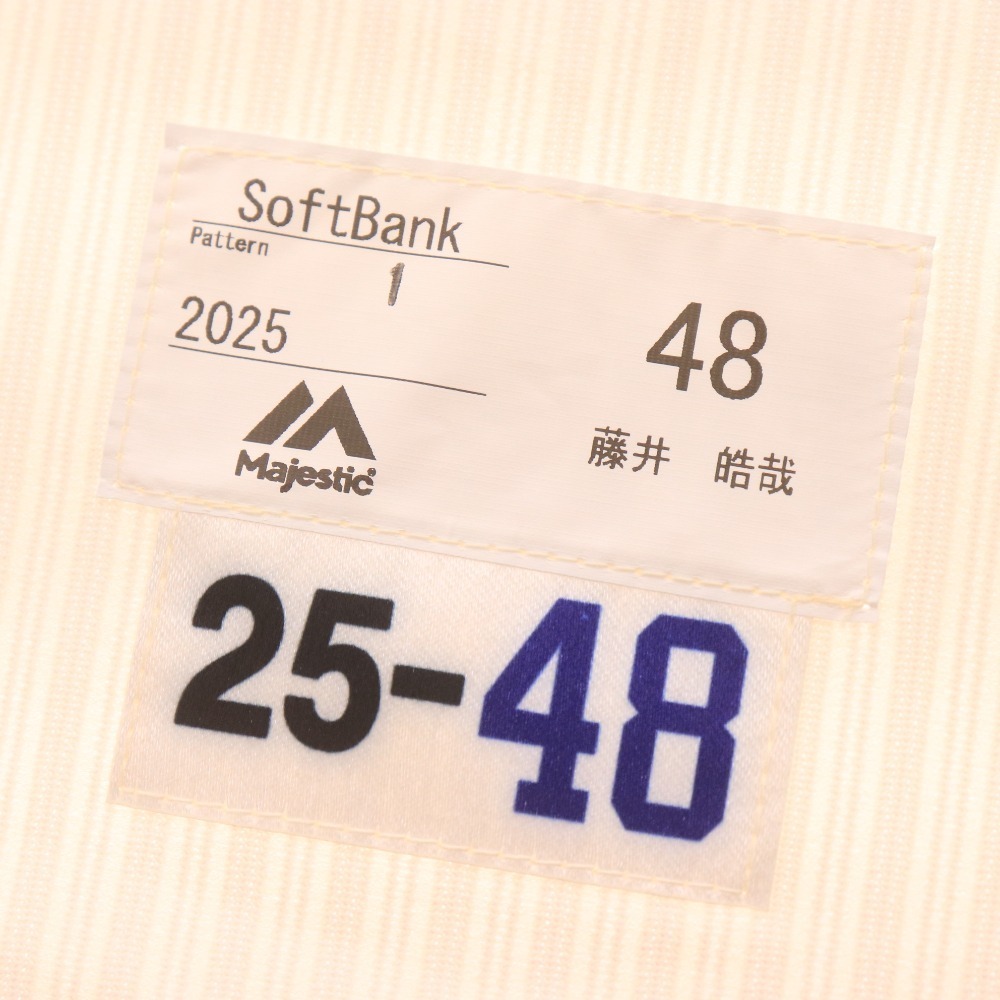 SoftBank
Pattern
1
2025
Majestic
48
藤井 皓哉
25-48